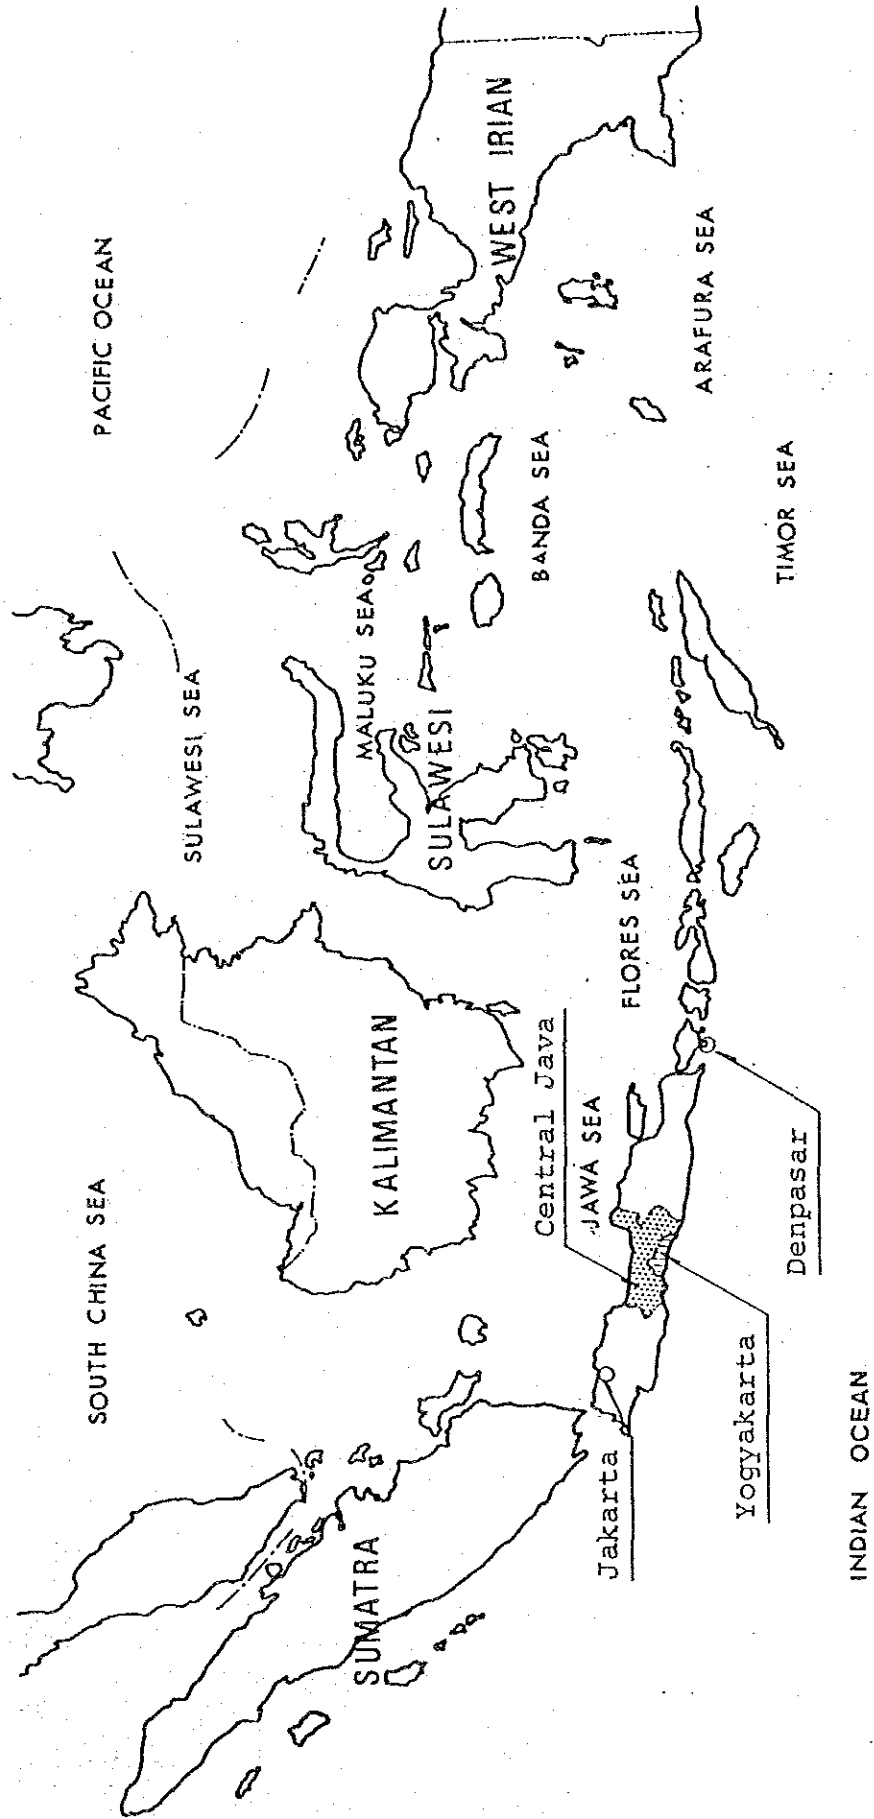 PACIFIC OCEAN
SOUTH CHINA SEA
SULAWESI SEA
MALUKU SEA
SUMATRA
KALIMANTAN
SULAWESI
WEST IRIAN
BANDA SEA
Central Java
JAWA SEA
FLORES SEA
ARAFURA SEA
Jakarta
TIMOR SEA
Yogyakarta
Denpasar
INDIAN OCEAN